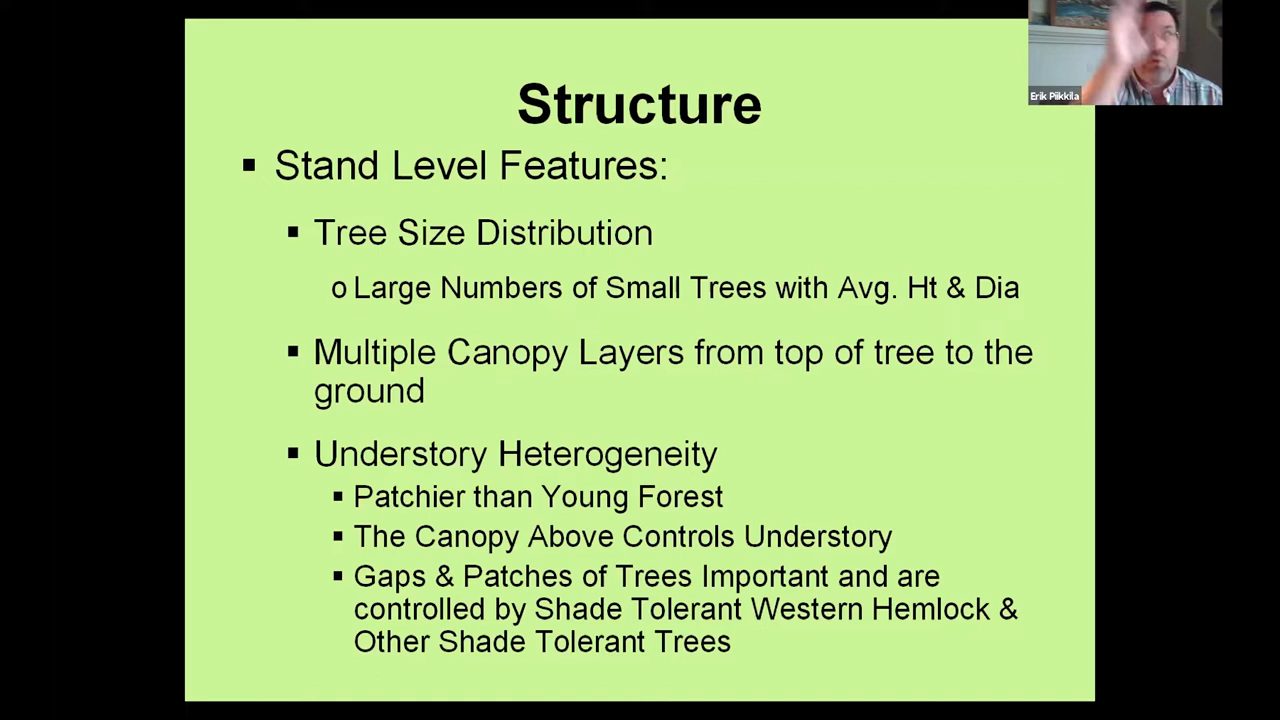 Structure
▪ Stand Level Features:
▪ Tree Size Distribution
o Large Numbers of Small Trees with Avg. Ht & Dia
▪ Multiple Canopy Layers from top of tree to the
ground
▪ Understory Heterogeneity
▪ Patchier than Young Forest
▪ The Canopy Above Controls Understory
▪ Gaps & Patches of Trees Important and are
controlled by Shade Tolerant Western Hemlock &
Other Shade Tolerant Trees
Erik Piikkila